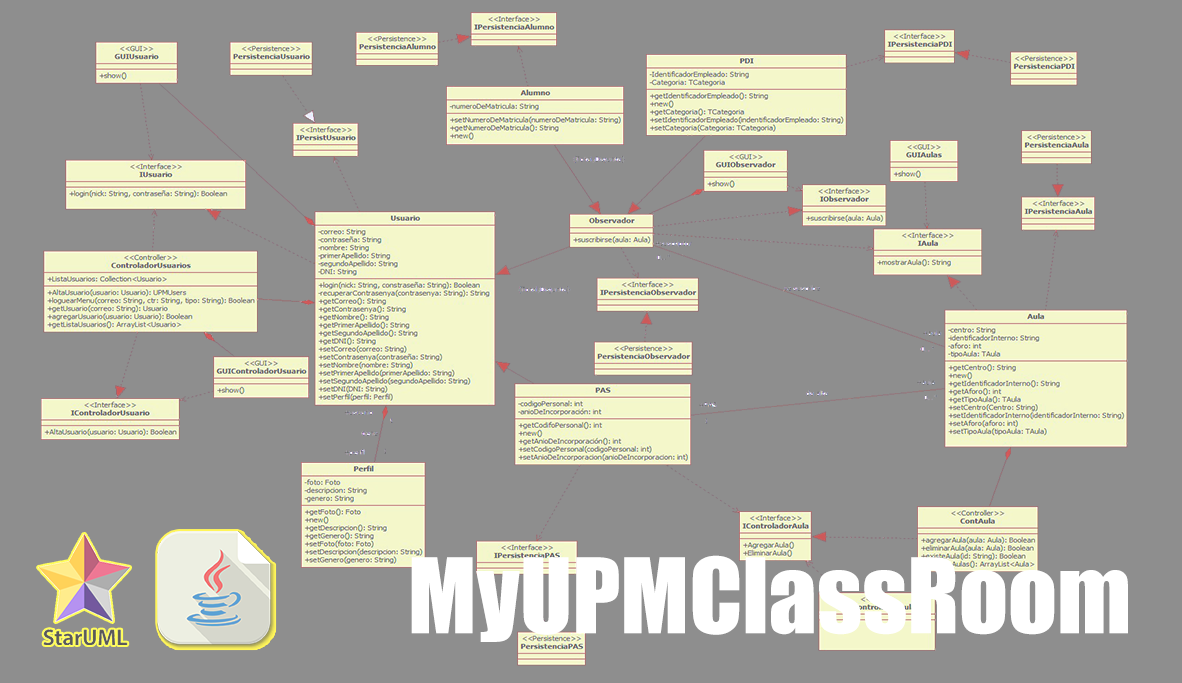 <<GUI>>
GUIUsuario
+show()
<<Persistence>>
PersistenciaUsuario
<<Persistence>>
PersistenciaAlumno
<<Interface>>
IPersistenciaAlumno
<<Interface>>
IPersistenciaPDI
<<Persistence>>
PersistenciaPDI
PDI
-IdentificadorEmpleado: String
-Categoria: TCategoria
+getIdentificadorEmpleado(): String
+new()
+getCategoria(): TCategoria
+setIdentificadorEmpleado(indentificadorEmpleado: String)
+setCategoria(Categoria: TCategoria)
Alumno
-numeroDeMatricula: String
+setNumeroDeMatricula(numeroDeMatricula: String)
+getNumeroDeMatricula(): String
+new()
<<Interface>>
IPersistUsuario
<<Interface>>
IUsuario
+login(nick: String, contraseña: String): Boolean
<<GUI>>
GUIObservador
+show()
<<GUI>>
GUIAulas
+show()
<<Persistence>>
PersistenciaAula
<<Interface>>
IObservador
+suscribirse(aula: Aula)
<<Interface>>
IPersistenciaAula
Usuario
-correo: String
-contraseña: String
-nombre: String
-primerApellido: String
-segundoApellido: String
-DNI: String
+login(nick: String, constraseña: String): Boolean
-recuperarContrasenya(contrasenya: String): String
+getCorreo(): String
+getContrasenya(): String
+getNombre(): String
+getPrimerApellido(): String
+getSegundoApellido(): String
+getDNI(): String
+setCorreo(correo: String)
+setContrasenya(contraseña: String)
+setNombre(nombre: String)
+setPrimerApellido(primerApellido: String)
+setSegundoApellido(segundoApellido: String)
+setDNI(DNI: String)
+setPerfil(perfil: Perfil)
Observador
+suscribirse(aula: Aula)
<<Interface>>
IAula
+mostrarAula(): String
<<Controller>>
ControladorUsuarios
+ListaUsuarios: Collection<Usuario>
+AltaUsuario(usuario: Usuario): UPMUsers
+loguearMenu(correo: String, ctr: String, tipo: String): Boolean
+getUsuario(correo: String): Usuario
+agregarUsuario(usuario: Usuario): Boolean
+getListaUsuarios(): ArrayList<Usuario>
<<Interface>>
IPersistenciaObservador
<<Persistence>>
PersistenciaObservador
Aula
-centro: String
-identificadorInterno: String
-aforo: int
-tipoAula: TAula
+getCentro(): String
+new()
+getIdentificadorInterno(): String
+getAforo(): int
+getTipoAula(): TAula
+setCentro(Centro: String)
+setIdentificadorInterno(identificadorInterno: String)
+setAforo(aforo: int)
+setTipoAula(tipoAula: TAula)
<<GUI>>
GUIControladorUsuario
+show()
<<Interface>>
IControladorUsuario
+AltaUsuario(usuario: Usuario): Boolean
PAS
-codigoPersonal: int
-anioDeIncorporación: int
+getCodifoPersonal(): int
+new()
+getAnioDeIncorporación(): int
+setCodigoPersonal(codigoPersonal: int)
+setAnioDeIncorporacion(anioDeIncorporacion: int)
Perfil
-foto: Foto
-descripcion: String
-genero: String
+getFoto(): Foto
+new()
+getDescripcion(): String
+getGenero(): String
+setFoto(foto: Foto)
+setDescripcion(descripcion: String)
+setGenero(genero: String)
<<Interface>>
IControladorAula
+AgregarAula()
+EliminarAula()
<<Controller>>
ContAula
+agregarAula(aula: Aula): Boolean
+eliminarAula(aula: Aula): Boolean
+existeAula(id: String): Boolean
Aulas(): ArrayList<Aula>
<<Interface>>
IPersistenciaPAS
MyUPMClassRoom
<<Persistence>>
PersistenciaPAS
StarUML